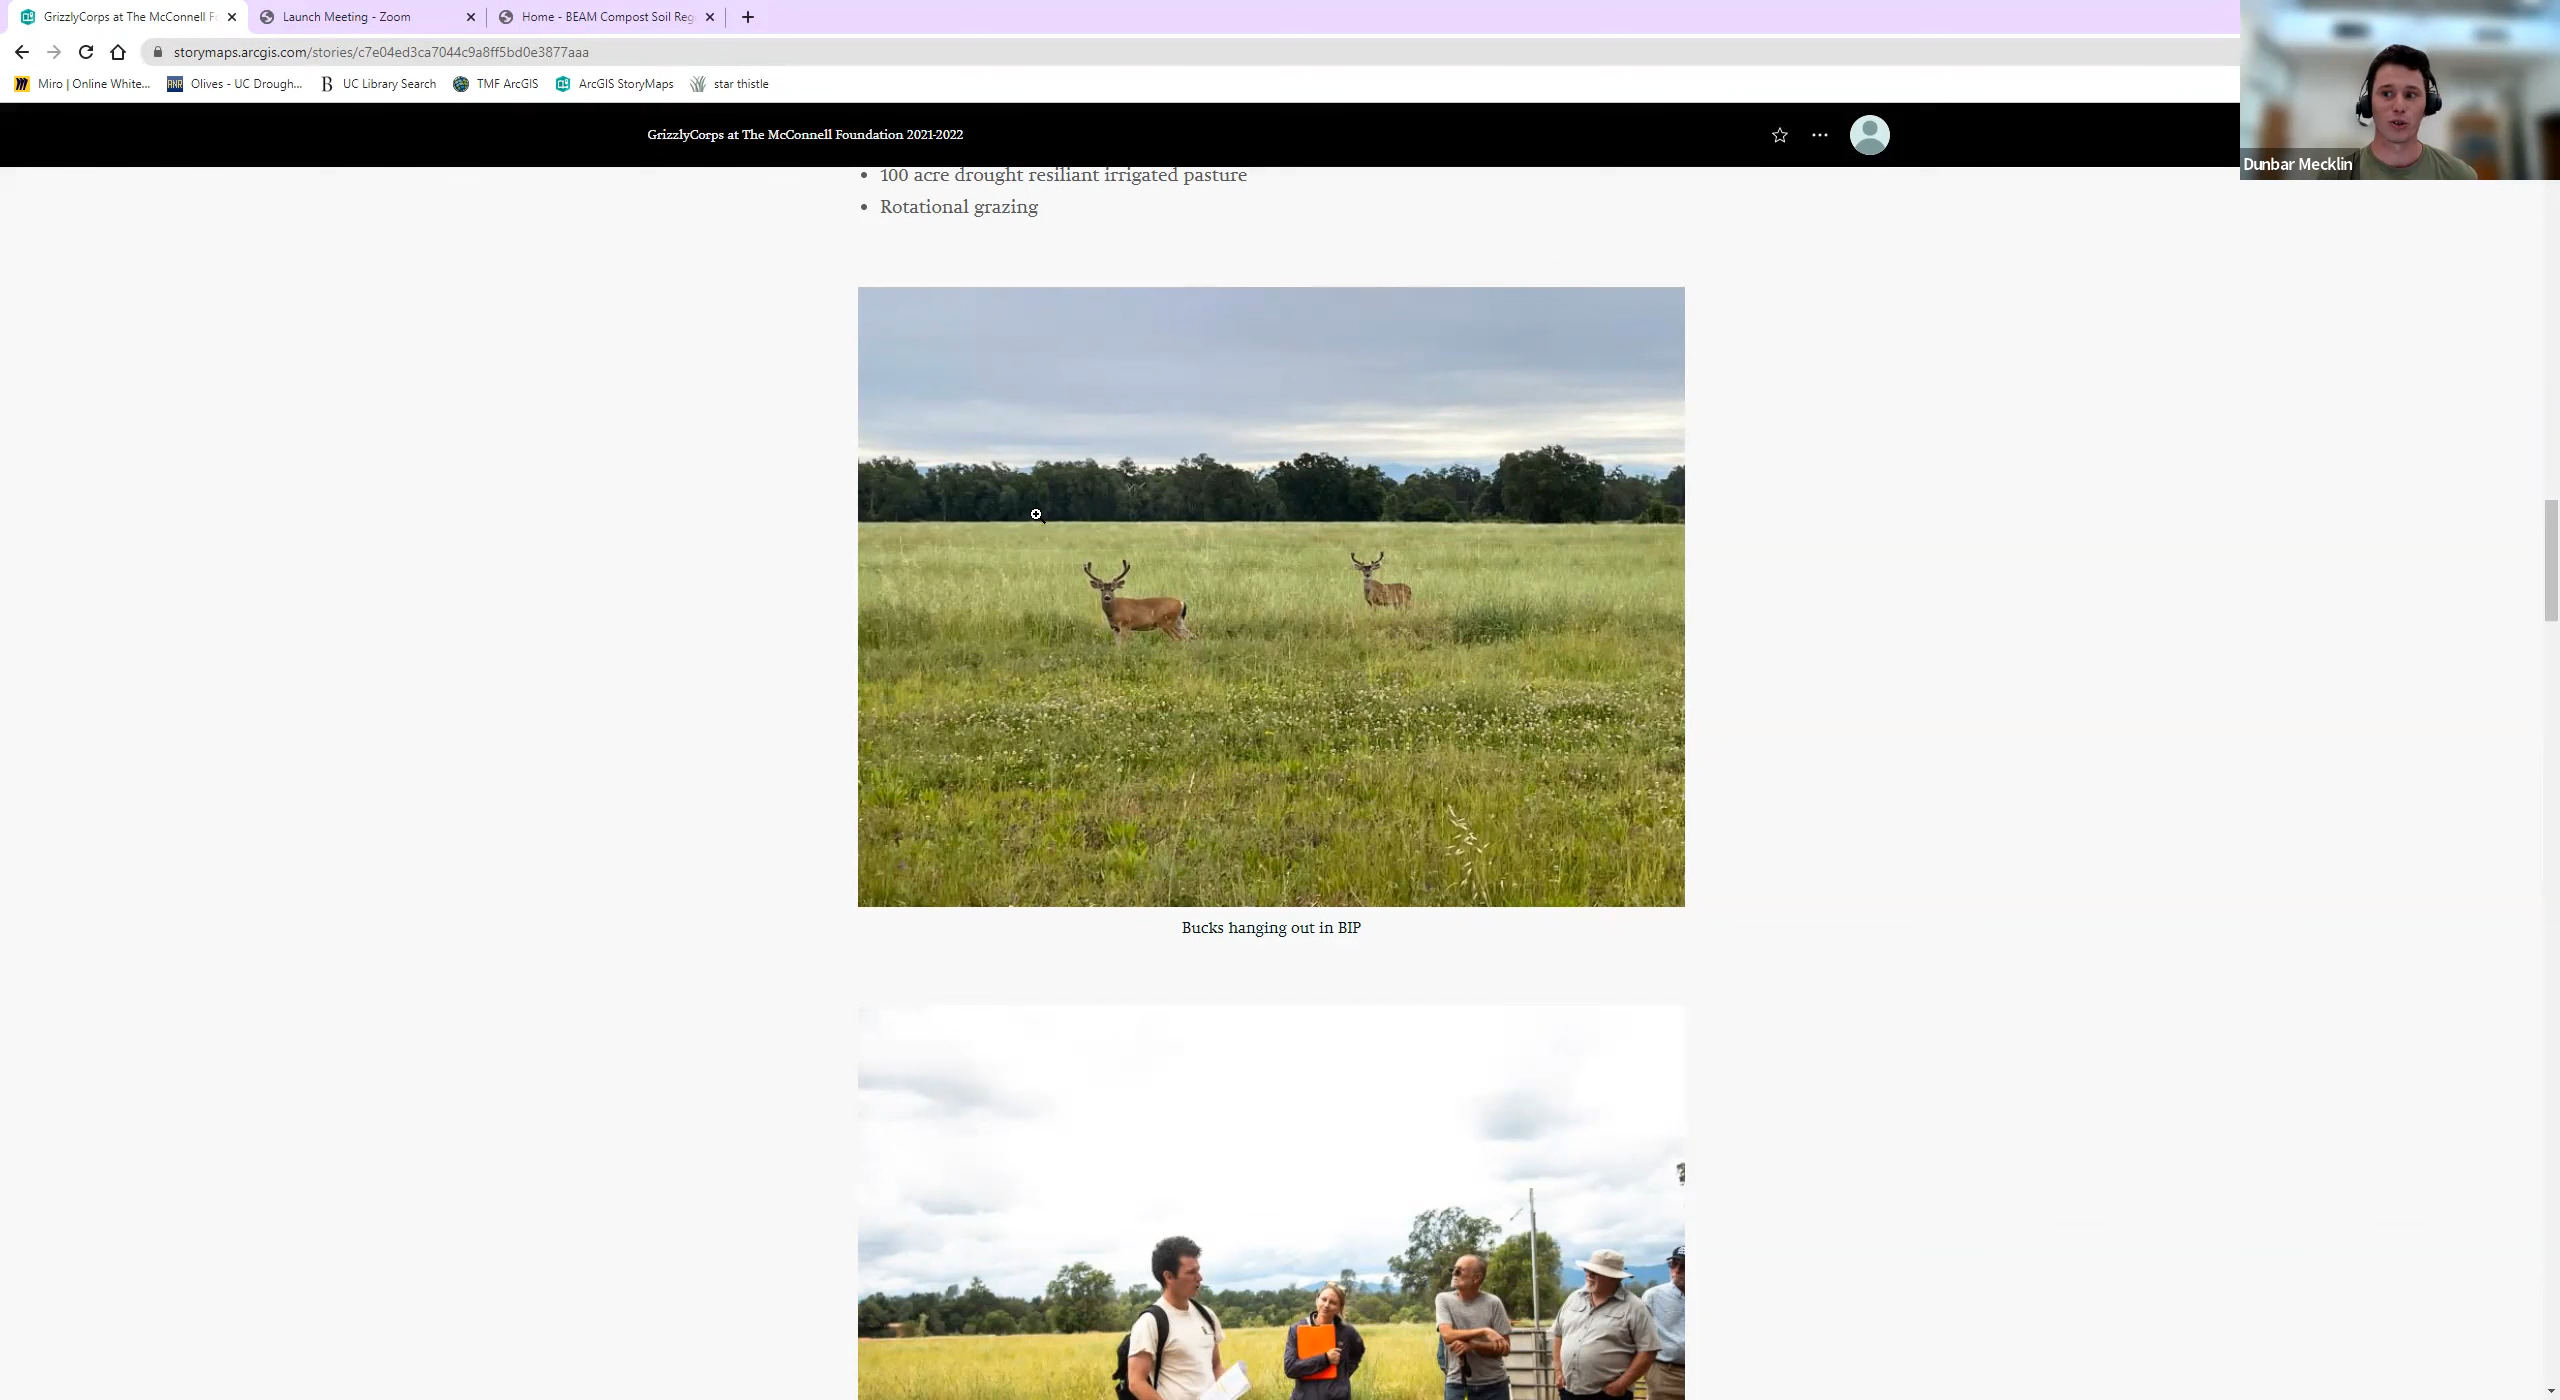 GrizzlyCorps at The McConnell F
Launch Meeting - Zoom
Home - BEAM Compost Soil Reg
storymaps.arcgis.com/stories/c7e04ed3ca7044c9a8ff5bd0e3877aaa
Miro | Online White...
Olives - UC Drough...
UC Library Search
TMF ArcGIS
ArcGIS StoryMaps
star thistle
GrizzlyCorps at The McConnell Foundation 2021-2022
Dunbar Mecklin
• 100 acre drought resiliant irrigated pasture
• Rotational grazing
Bucks hanging out in BIP